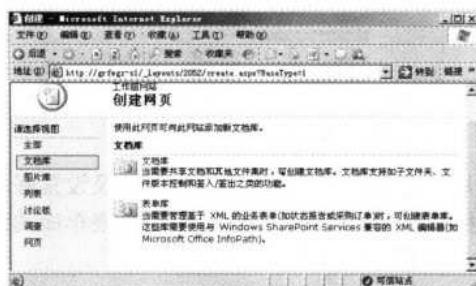 创建 - Microsoft Internet Explorer
文件(F) 编辑(E) 查看(V) 收藏(A) 工具(T) 帮助(H)
后退 搜索 收藏夹
地址(D) http://grfegr-sl/_layouts/2052/create.aspx?BaseType=1 转到 链接
工作组网站
创建网页
请选择视图
全部
文档库
图片库
列表
讨论板
调查
网页
使用此网页可向此网站添加新文档库。
文档库
文档库
当需要共享文档和其他文件集时，可创建文档库。文档库支持如子文件夹、文
件版本控制和签入/签出之类的功能。
表单库
当需要管理基于 XML 的业务表单(如状态报告或采购订单)时，可创建表单库。
这些库需要使用与 Windows SharePoint Services 兼容的 XML 编辑器(如
Microsoft Office InfoPath)。
可信站点